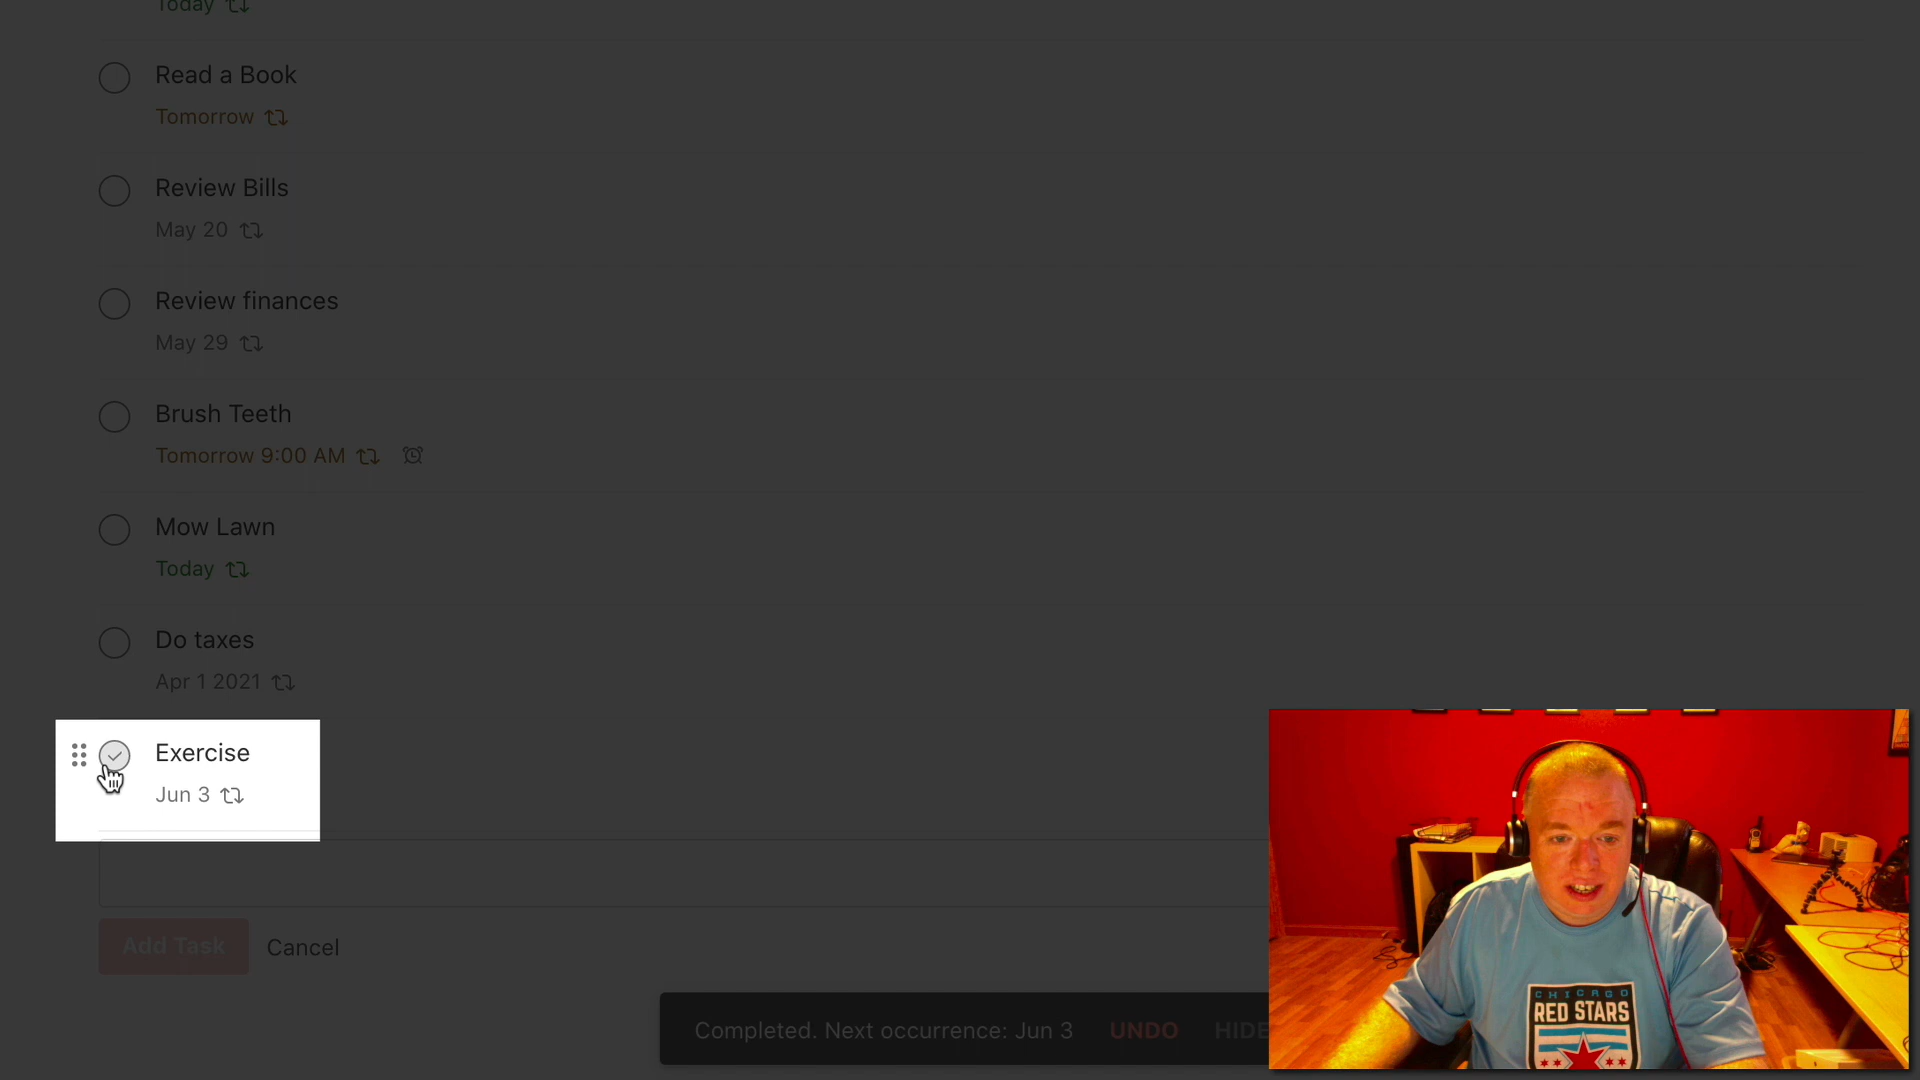 Today
Read a Book
Tomorrow
Review Bills
May 20
Review finances
May 29
Brush Teeth
Tomorrow 9:00 AM
Mow Lawn
Today
Do taxes
Apr 1 2021
Exercise
Jun 3
Add Task Cancel
Completed. Next occurrence: Jun 3 UNDO HIDE
CHICAGO
RED STARS